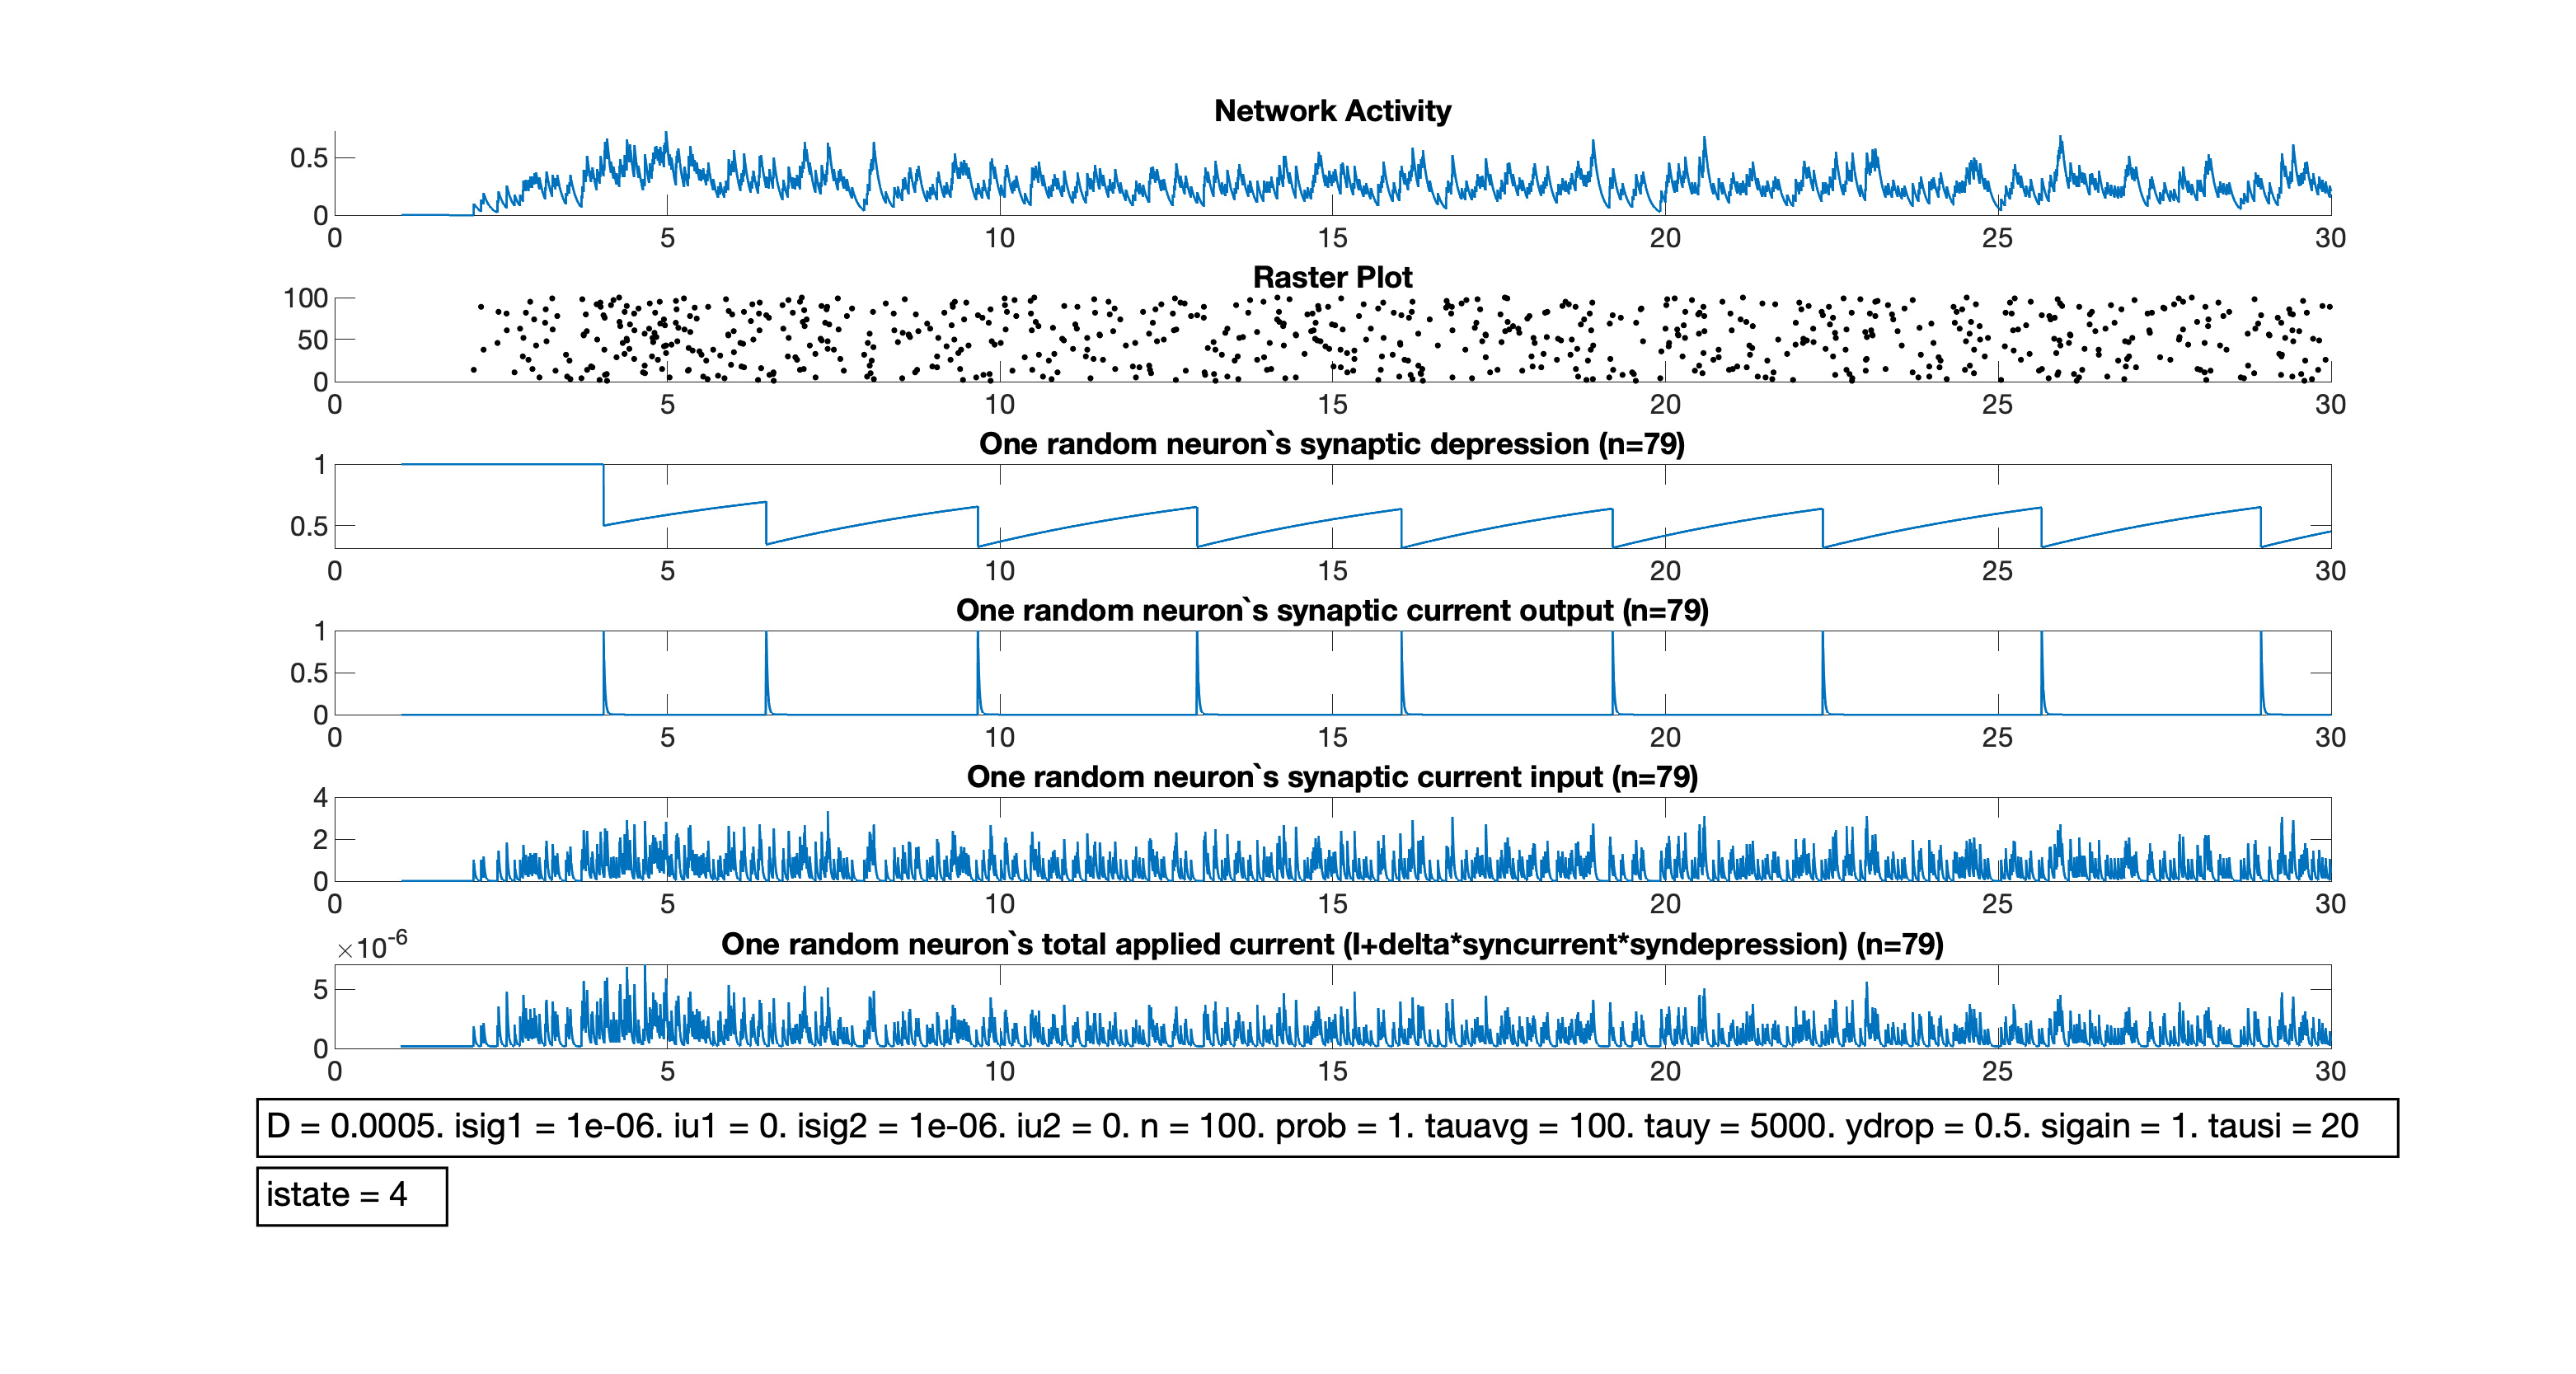 Network Activity
0.5
0
0 5 10 15 20 25 30
Raster Plot
100
50
0
0 5 10 15 20 25 30
One random neuron`s synaptic depression (n=79)
1
0.5
0 5 10 15 20 25 30
One random neuron`s synaptic current output (n=79)
1
0.5
0
0 5 10 15 20 25 30
One random neuron`s synaptic current input (n=79)
4
2
0
0 5 10 15 20 25 30
×10-6
One random neuron`s total applied current (I+delta*syncurrent*syndepression) (n=79)
5
0
0 5 10 15 20 25 30
D = 0.0005. isig1 = 1e-06. iu1 = 0. isig2 = 1e-06. iu2 = 0. n = 100. prob = 1. tauavg = 100. tauy = 5000. ydrop = 0.5. sigain = 1. tausi = 20
istate = 4